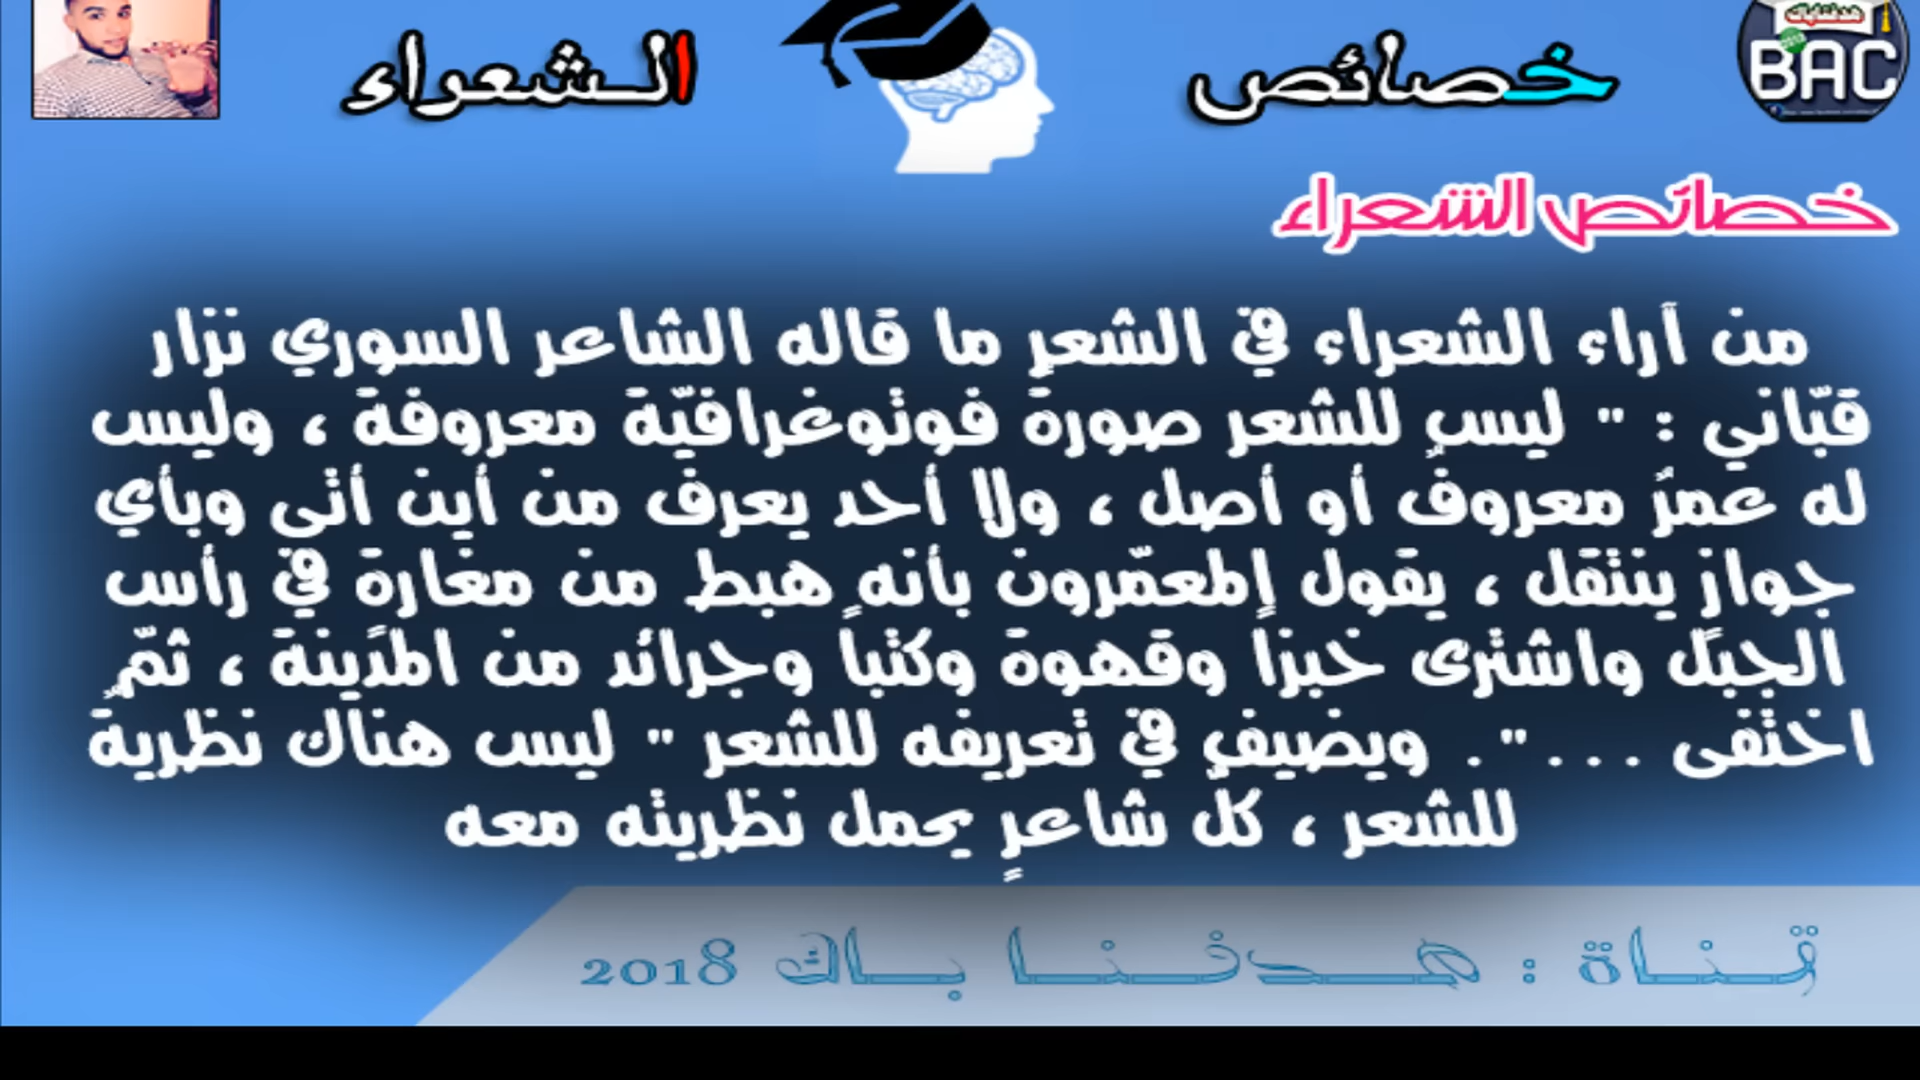 خصائص الشعراء
هدفنا باك
BAC
خصائص الشعراء
من آراء الشعراء في الشعر ما قاله الشاعر السوري نزار
قبّاني : " ليس للشعر صورة فوتوغرافيّة معروفة ، وليس
له عمرٌ معروفٌ أو أصل ، ولا أحد يعرف من أين أتى وبأي
جوازٍ ينتقل ، يقول المعمّرون بأنه هبط من مغارةٍ في رأس
الجبل واشترى خبزاً وقهوة وكتباً وجرائد من المدينة ، ثمّ
اختفى ... " . ويضيف في تعريفه للشعر " ليس هناك نظريةٌ
للشعر ، كلّ شاعرٍ يحمل نظريته معه
قناة : هدفنا باك 2018